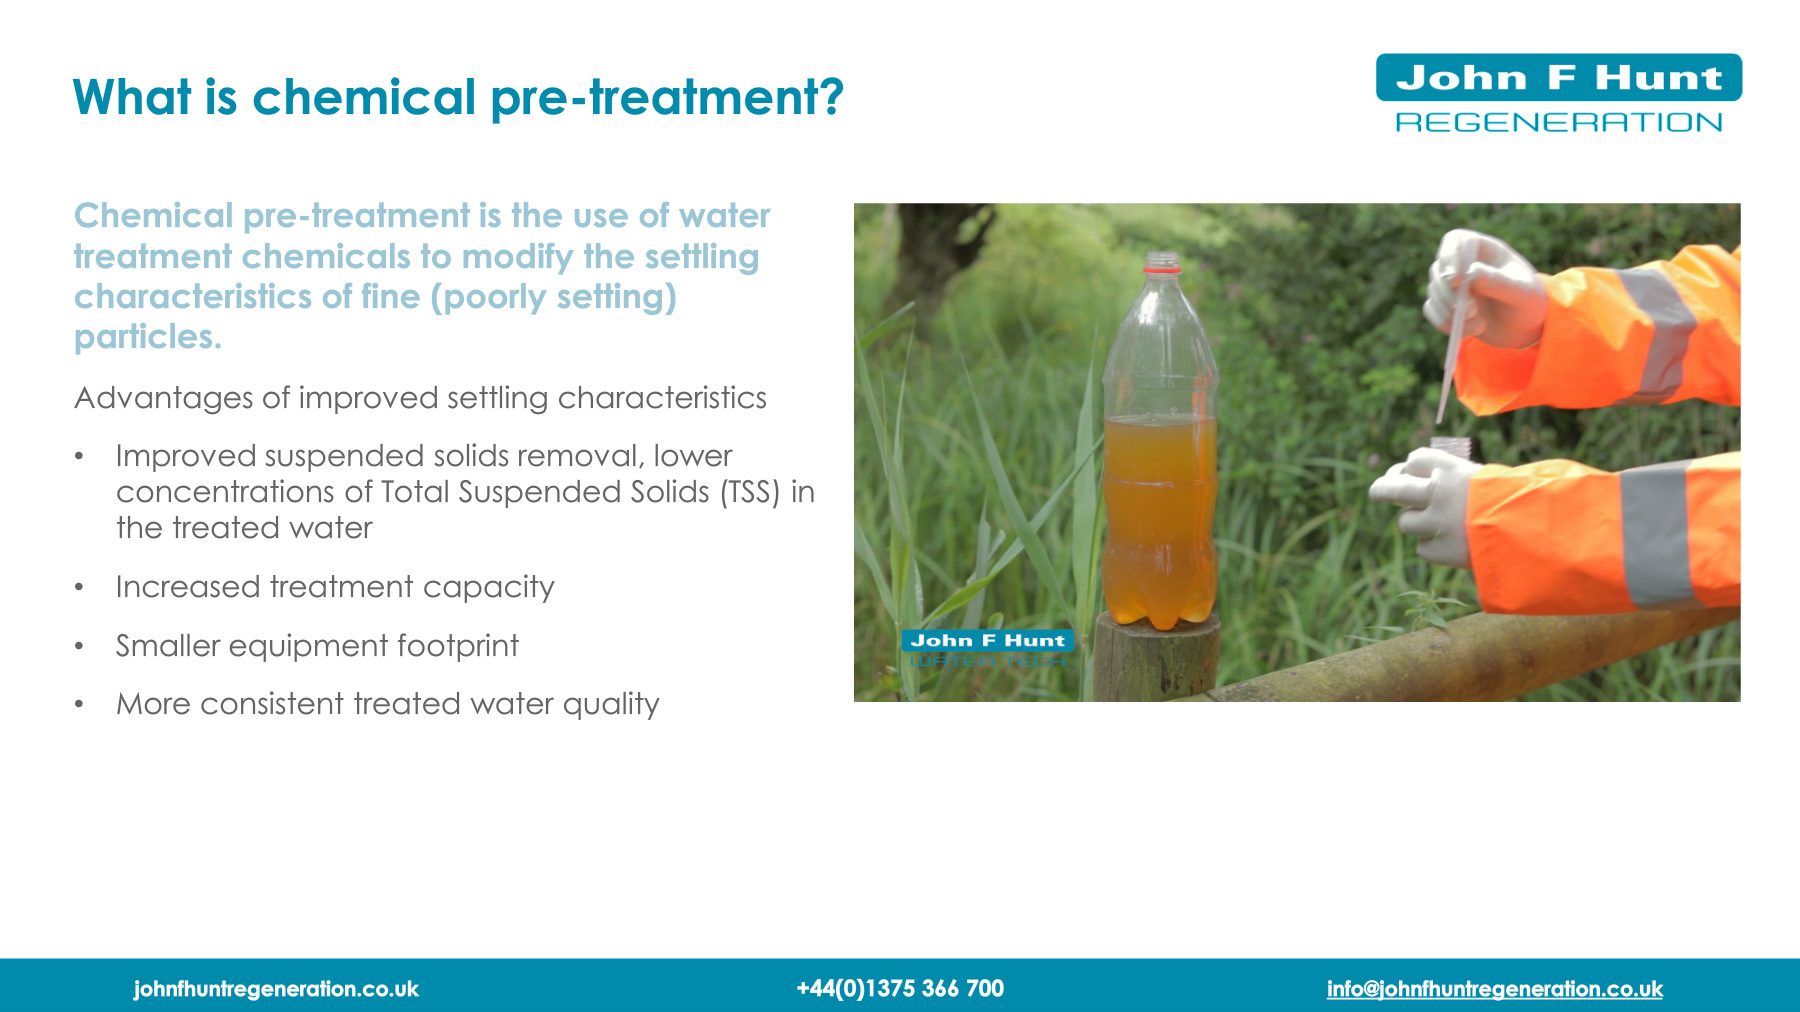 What is chemical pre-treatment?
John F Hunt
REGENERATION
Chemical pre-treatment is the use of water
treatment chemicals to modify the settling
characteristics of fine (poorly setting)
particles.
Advantages of improved settling characteristics
• Improved suspended solids removal, lower
concentrations of Total Suspended Solids (TSS) in
the treated water
• Increased treatment capacity
• Smaller equipment footprint
• More consistent treated water quality
John F Hunt
WATER TECH
johnfhuntregeneration.co.uk
+44(0)1375 366 700
info@johnfhuntregeneration.co.uk